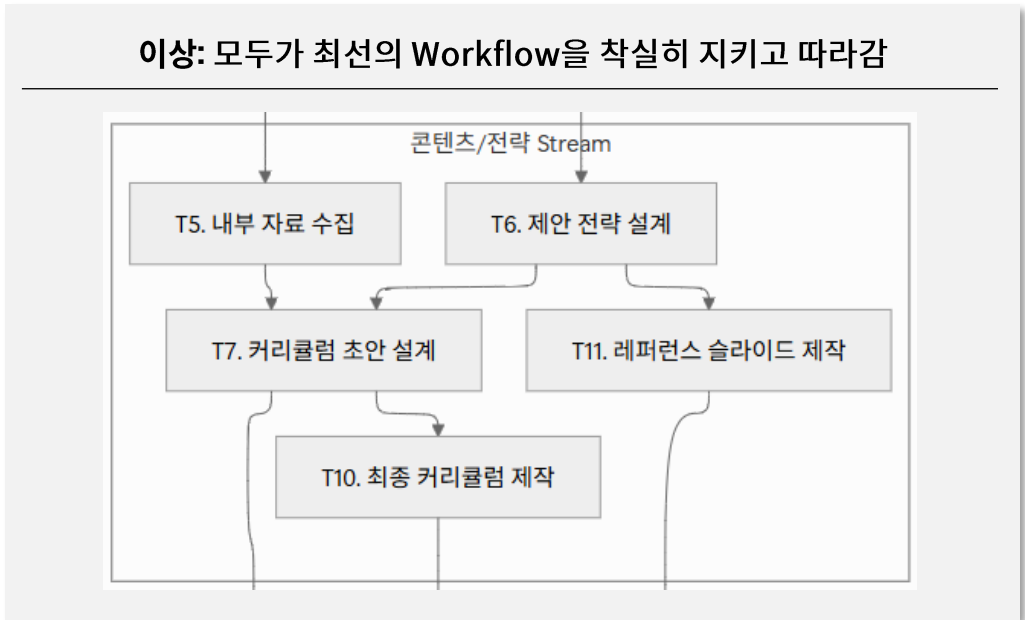 이상: 모두가 최선의 Workflow을 착실히 지키고 따라감
콘텐츠/전략 Stream
T5. 내부 자료 수집
T6. 제안 전략 설계
T7. 커리큘럼 초안 설계
T11. 레퍼런스 슬라이드 제작
T10. 최종 커리큘럼 제작